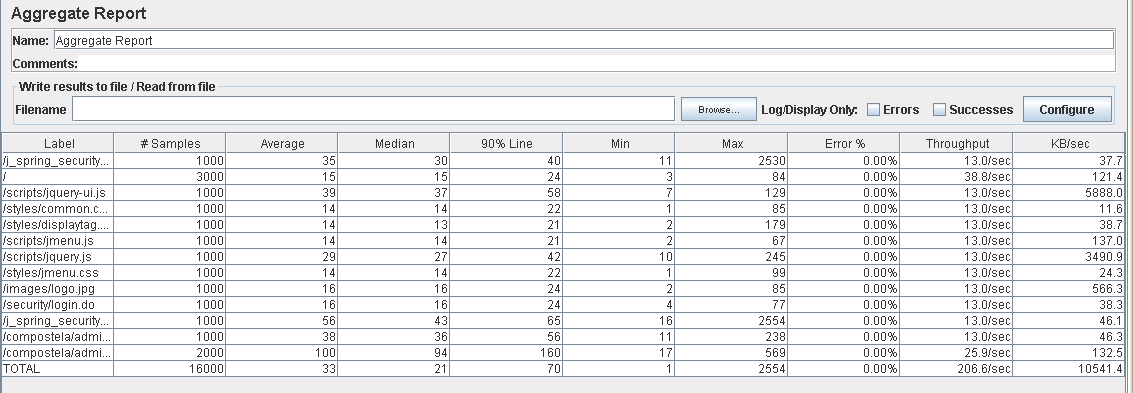 Aggregate Report
Name: Aggregate Report
Comments:
Write results to file / Read from file
Filename Browse... Log/Display Only: Errors Successes Configure
Label # Samples Average Median 90% Line Min Max Error % Throughput KB/sec
/j_spring_security... 1000 35 30 40 11 2530 0.00% 13.0/sec 37.7
/ 3000 15 15 24 3 84 0.00% 38.8/sec 121.4
/scripts/jquery-ui.js 1000 39 37 58 7 129 0.00% 13.0/sec 5888.0
/styles/common.c... 1000 14 14 22 1 85 0.00% 13.0/sec 11.6
/styles/displaytag.... 1000 14 13 21 2 179 0.00% 13.0/sec 38.7
/scripts/jmenu.js 1000 14 14 21 2 67 0.00% 13.0/sec 137.0
/scripts/jquery.js 1000 29 27 42 10 245 0.00% 13.0/sec 3490.9
/styles/jmenu.css 1000 14 14 22 1 99 0.00% 13.0/sec 24.3
/images/logo.jpg 1000 16 16 24 2 85 0.00% 13.0/sec 566.3
/security/login.do 1000 16 16 24 4 77 0.00% 13.0/sec 38.3
/j_spring_security... 1000 56 43 65 16 2554 0.00% 13.0/sec 46.1
/compostela/admi... 1000 38 36 56 11 238 0.00% 13.0/sec 46.3
/compostela/admi... 2000 100 94 160 17 569 0.00% 25.9/sec 132.5
TOTAL 16000 33 21 70 1 2554 0.00% 206.6/sec 10541.4